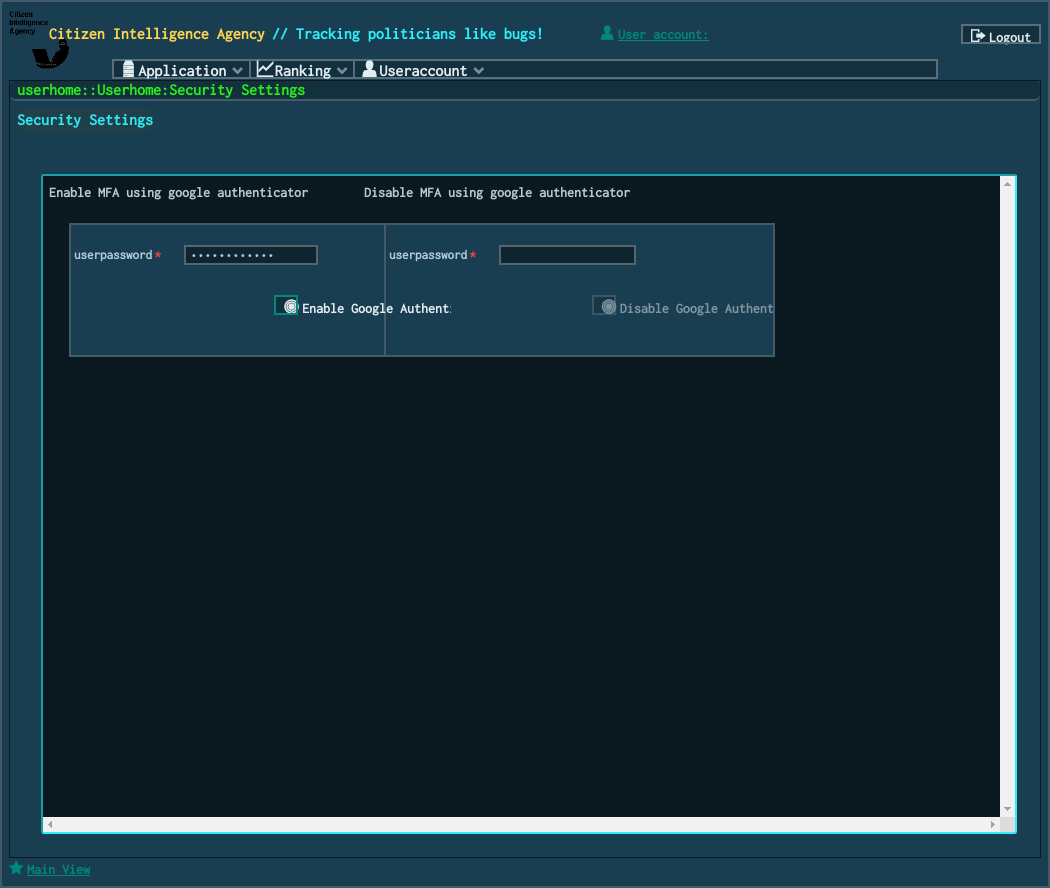 Citizen
Intelligence
Agency
Citizen Intelligence Agency // Tracking politicians like bugs!
User account:
Logout
Application Ranking Useraccount
userhome::Userhome:Security Settings
Security Settings
Enable MFA using google authenticator Disable MFA using google authenticator
userpassword* •••••••••••• userpassword*
Enable Google Authent Disable Google Authent
Main View